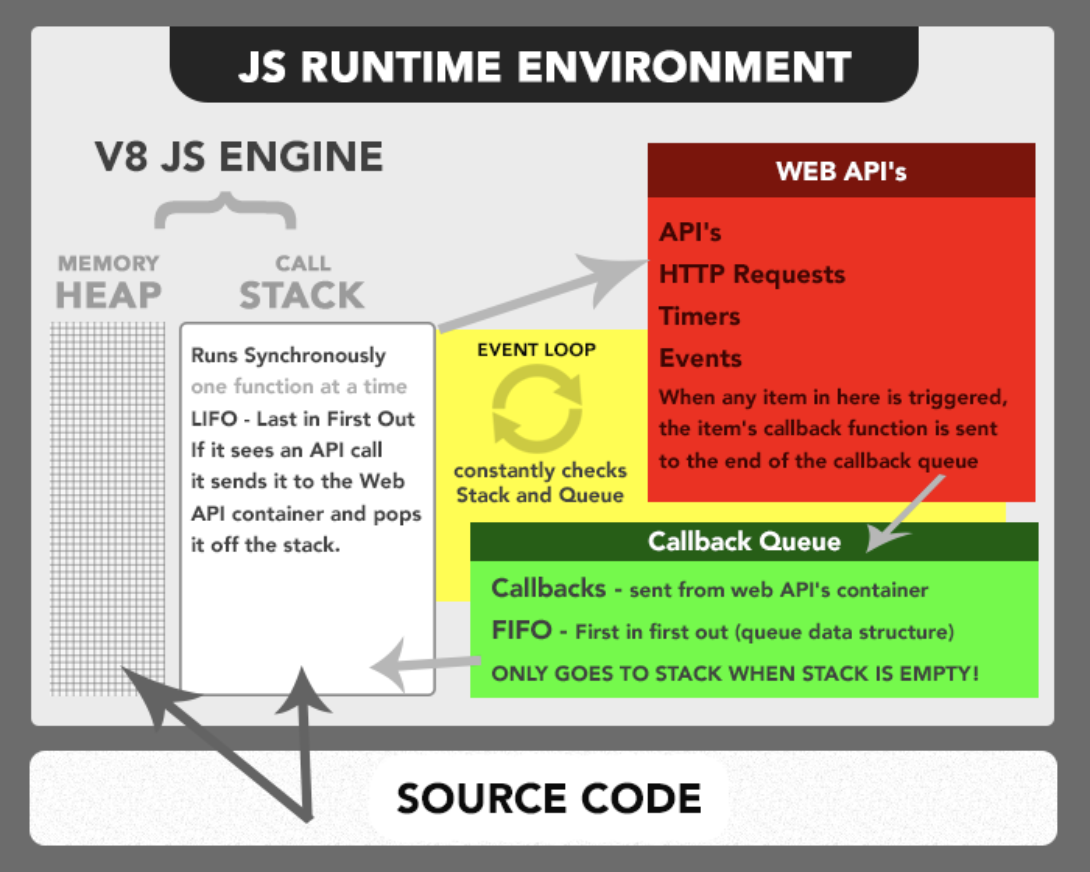 JS RUNTIME ENVIRONMENT
V8 JS ENGINE
MEMORY
HEAP
CALL
STACK
Runs Synchronously
one function at a time
LIFO - Last in First Out
If it sees an API call
it sends it to the Web
API container and pops
it off the stack.
EVENT LOOP
constantly checks
Stack and Queue
WEB API's
API's
HTTP Requests
Timers
Events
When any item in here is triggered,
the item's callback function is sent
to the end of the callback queue
Callback Queue
Callbacks - sent from web API's container
FIFO - First in first out (queue data structure)
ONLY GOES TO STACK WHEN STACK IS EMPTY!
SOURCE CODE